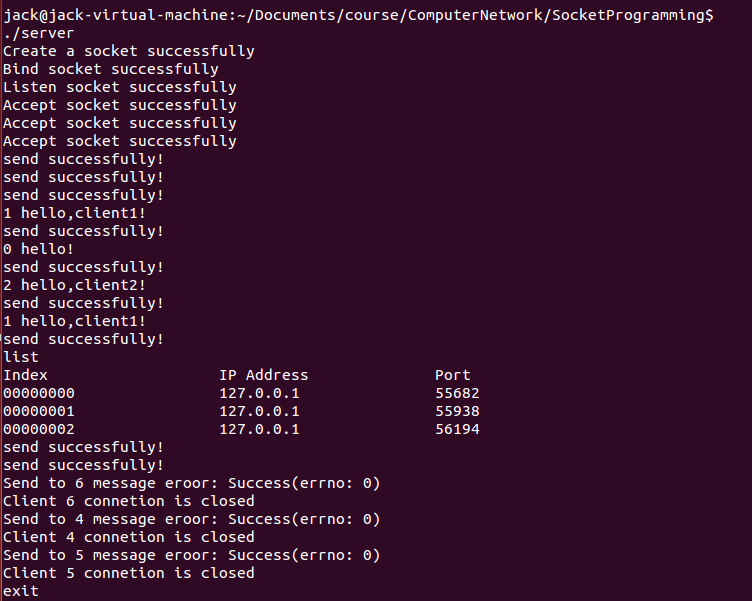 jack@jack-virtual-machine:~/Documents/course/ComputerNetwork/SocketProgramming$
./server
Create a socket successfully
Bind socket successfully
Listen socket successfully
Accept socket successfully
Accept socket successfully
Accept socket successfully
send successfully!
send successfully!
send successfully!
1 hello,client1!
send successfully!
0 hello!
send successfully!
2 hello,client2!
send successfully!
1 hello,client1!
send successfully!
list
Index IP Address Port
00000000 127.0.0.1 55682
00000001 127.0.0.1 55938
00000002 127.0.0.1 56194
send successfully!
send successfully!
Send to 6 message eroor: Success(errno: 0)
Client 6 connetion is closed
Send to 4 message eroor: Success(errno: 0)
Client 4 connetion is closed
Send to 5 message eroor: Success(errno: 0)
Client 5 connetion is closed
exit